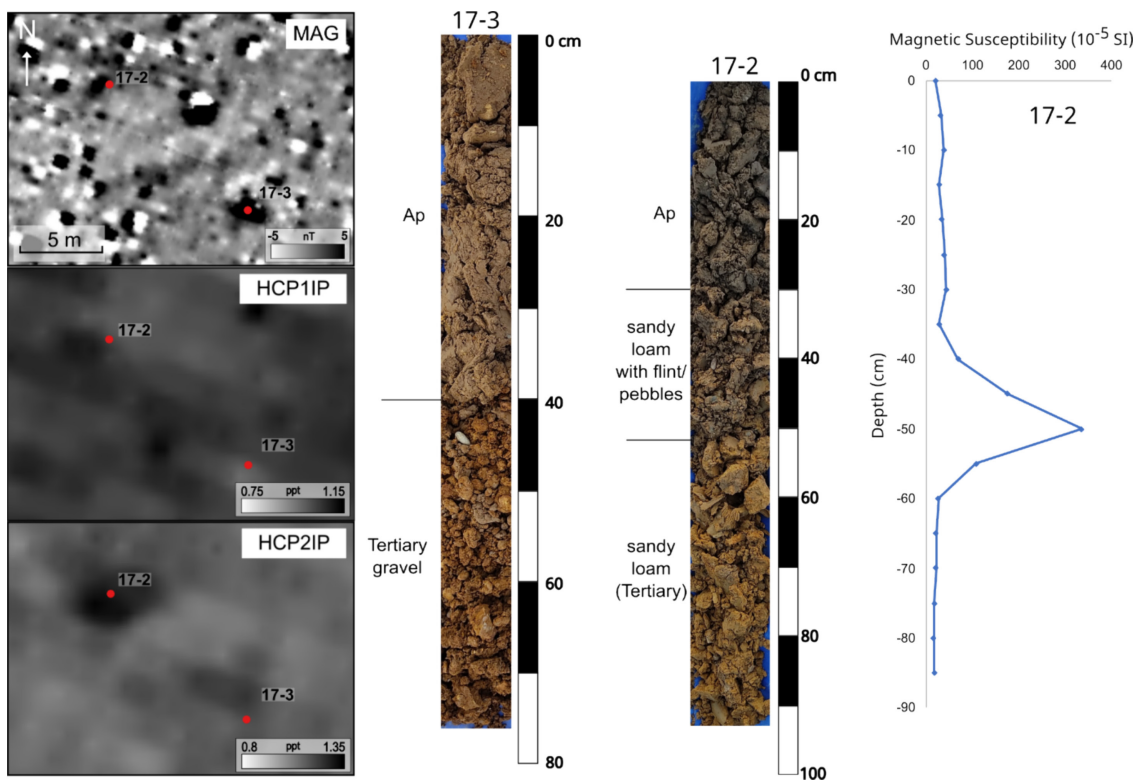 N
MAG
17-2
17-3
5 m
-5 nT 5
HCP1IP
17-2
17-3
0.75 ppt 1.15
HCP2IP
17-2
17-3
0.8 ppt 1.35
17-3
0 cm
20
40
60
80
Ap
Tertiary
gravel
17-2
0 cm
20
40
60
80
100
Ap
sandy
loam
with flint/
pebbles
sandy
loam
(Tertiary)
Magnetic Susceptibility (10⁻⁵ SI)
0 100 200 300 400
17-2
0
-10
-20
-30
-40
-50
-60
-70
-80
-90
Depth (cm)